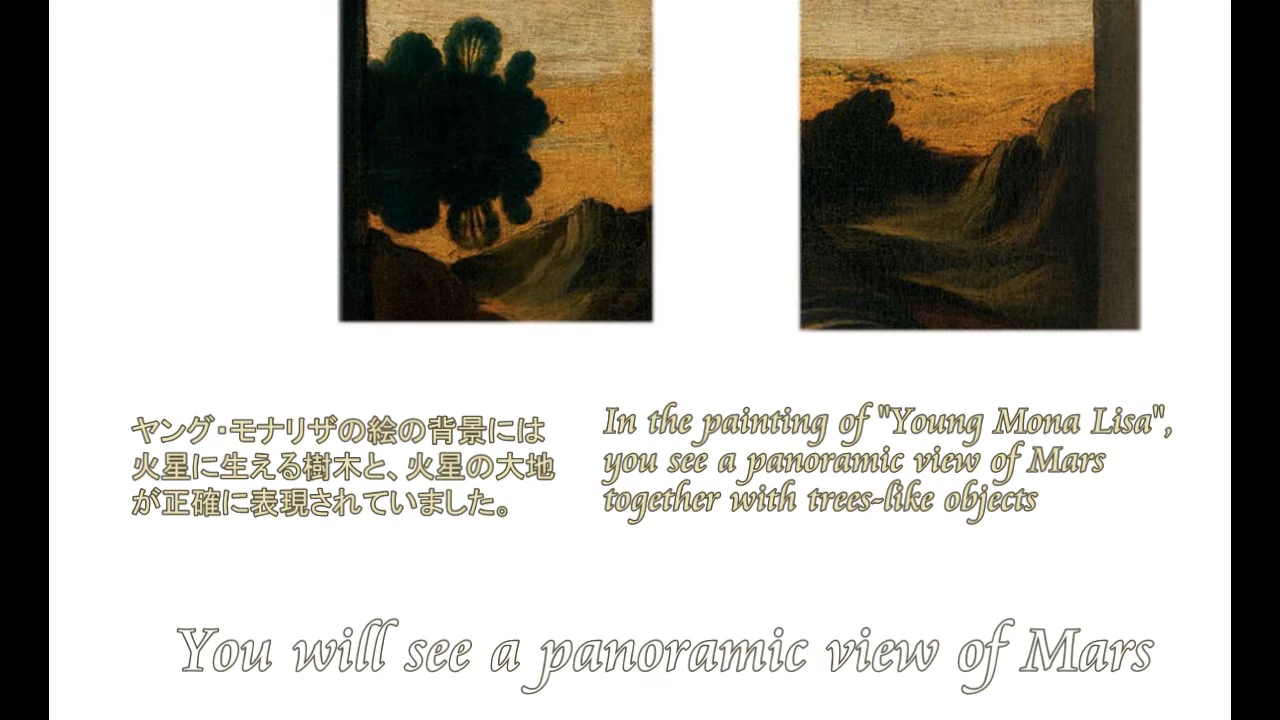 ヤング・モナリザの絵の背景には
火星に生える樹木と、火星の大地
が正確に表現されていました。
In the painting of "Young Mona Lisa",
you see a panoramic view of Mars
together with trees-like objects
You will see a panoramic view of Mars